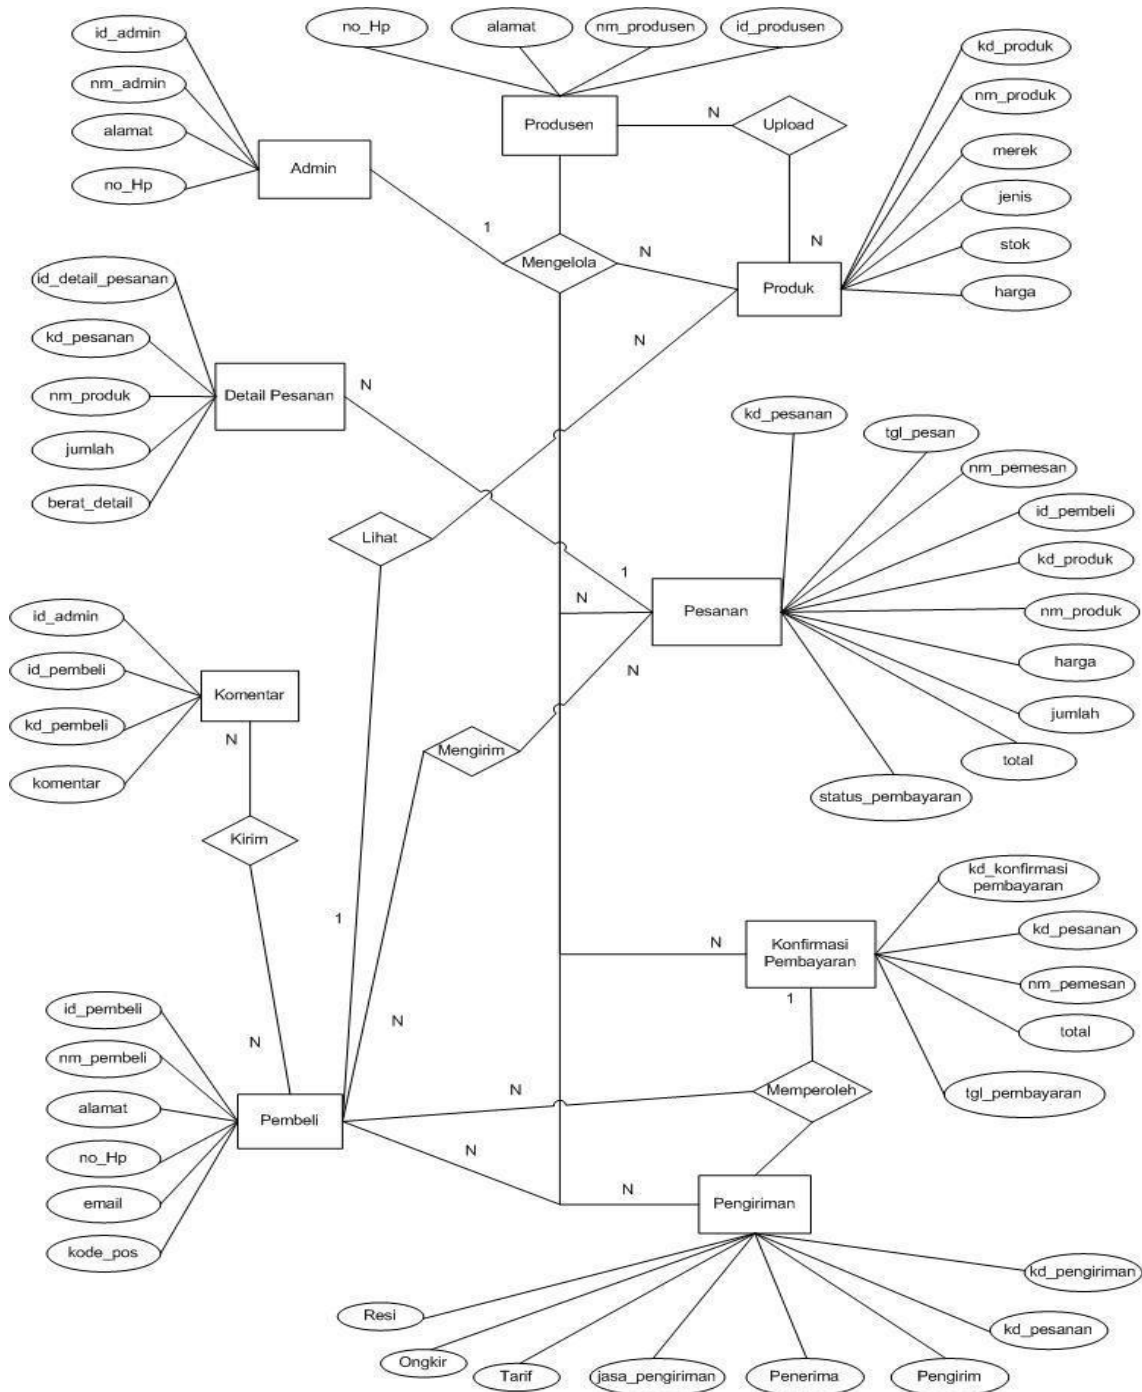 no_Hp
alamat
nm_produsen
id_produsen
id_admin
nm_admin
alamat
no_Hp
Admin
Produsen
N
Upload
kd_produk
nm_produk
merek
jenis
stok
harga
1
Mengelola
N
N
Produk
id_detail_pesanan
kd_pesanan
nm_produk
jumlah
berat_detail
Detail Pesanan
N
N
kd_pesanan
tgl_pesan
nm_pemesan
id_pembeli
kd_produk
nm_produk
harga
jumlah
total
status_pembayaran
Lihat
1
N
Pesanan
N
id_admin
id_pembeli
kd_pembeli
komentar
Komentar
N
Mengirim
Kirim
1
N
N
Konfirmasi
Pembayaran
1
kd_konfirmasi
pembayaran
kd_pesanan
nm_pemesan
total
tgl_pembayaran
id_pembeli
nm_pembeli
alamat
no_Hp
email
kode_pos
N
Pembeli
N
Memperoleh
N
N
Pengiriman
Resi
Ongkir
Tarif
jasa_pengiriman
Penerima
Pengirim
kd_pesanan
kd_pengiriman